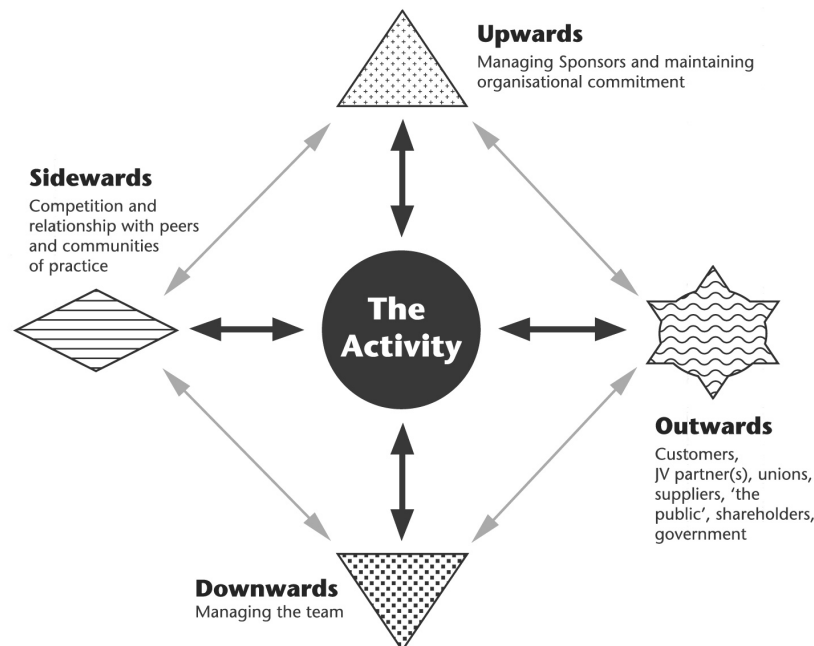 Upwards
Managing Sponsors and maintaining
organisational commitment
Sidewards
Competition and
relationship with peers
and communities
of practice
The
Activity
Outwards
Customers,
JV partner(s), unions,
suppliers, ‘the
public’, shareholders,
government
Downwards
Managing the team